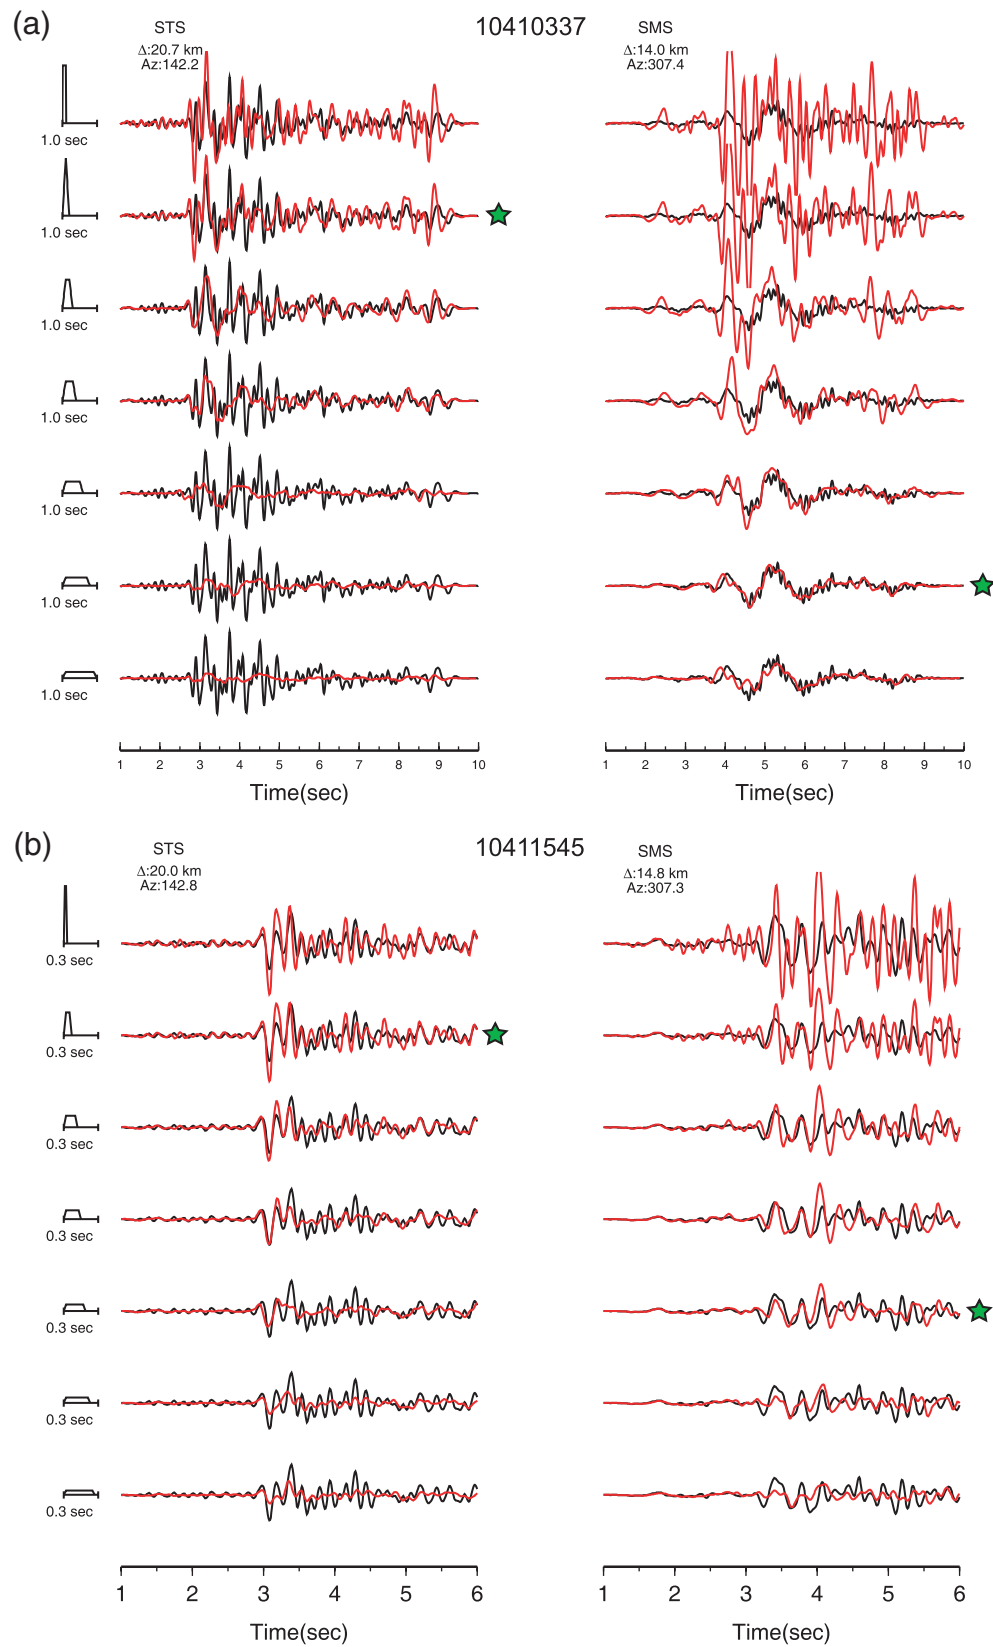 (a)
STS
Δ:20.7 km
Az:142.2
10410337
SMS
Δ:14.0 km
Az:307.4
1.0 sec
1.0 sec
1.0 sec
1.0 sec
1.0 sec
1.0 sec
1.0 sec
1 2 3 4 5 6 7 8 9 10
Time(sec)
1 2 3 4 5 6 7 8 9 10
Time(sec)
(b)
STS
Δ:20.0 km
Az:142.8
10411545
SMS
Δ:14.8 km
Az:307.3
0.3 sec
0.3 sec
0.3 sec
0.3 sec
0.3 sec
0.3 sec
0.3 sec
1 2 3 4 5 6
Time(sec)
1 2 3 4 5 6
Time(sec)